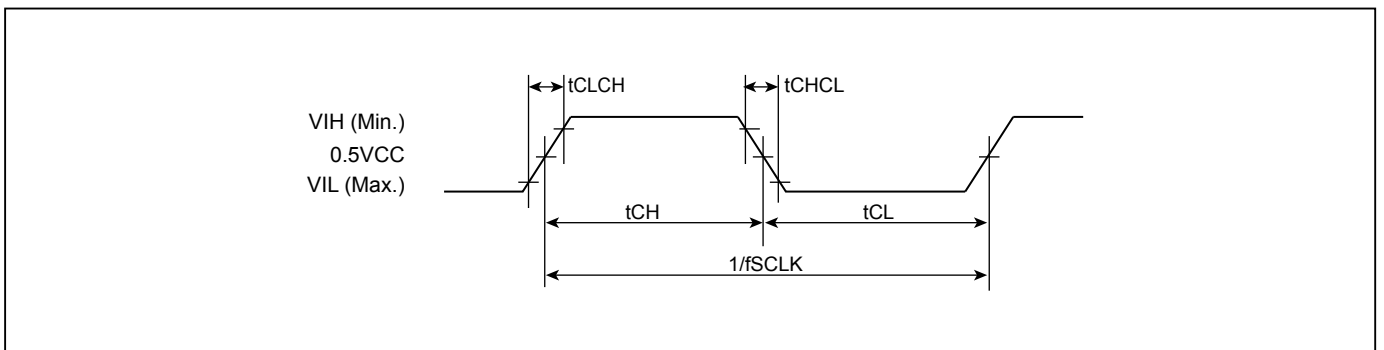 tCLCH
tCHCL
VIH (Min.)
0.5VCC
VIL (Max.)
tCH
tCL
1/fSCLK